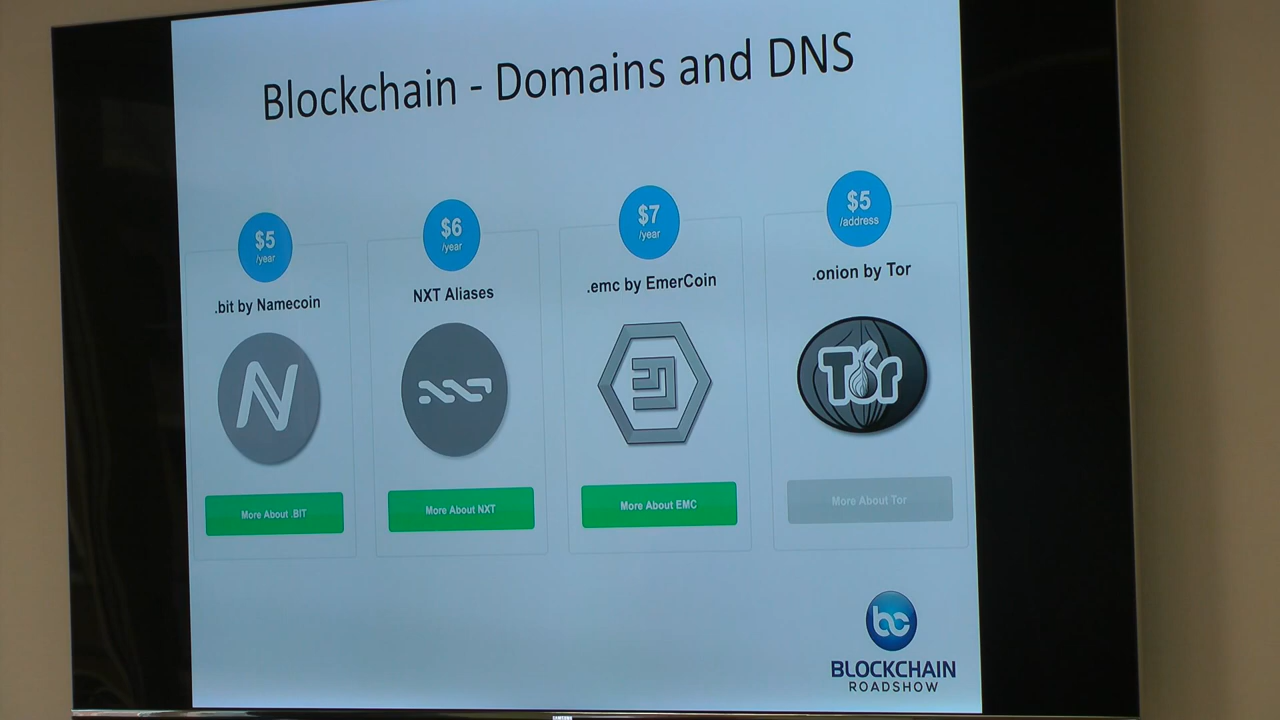 Blockchain - Domains and DNS
$5
/year
.bit by Namecoin
N
More About .BIT
$6
/year
NXT Aliases
More About NXT
$7
/year
.emc by EmerCoin
More About EMC
$5
/address
.onion by Tor
Tor
More About Tor
bc
BLOCKCHAIN
ROADSHOW
SAMSUNG